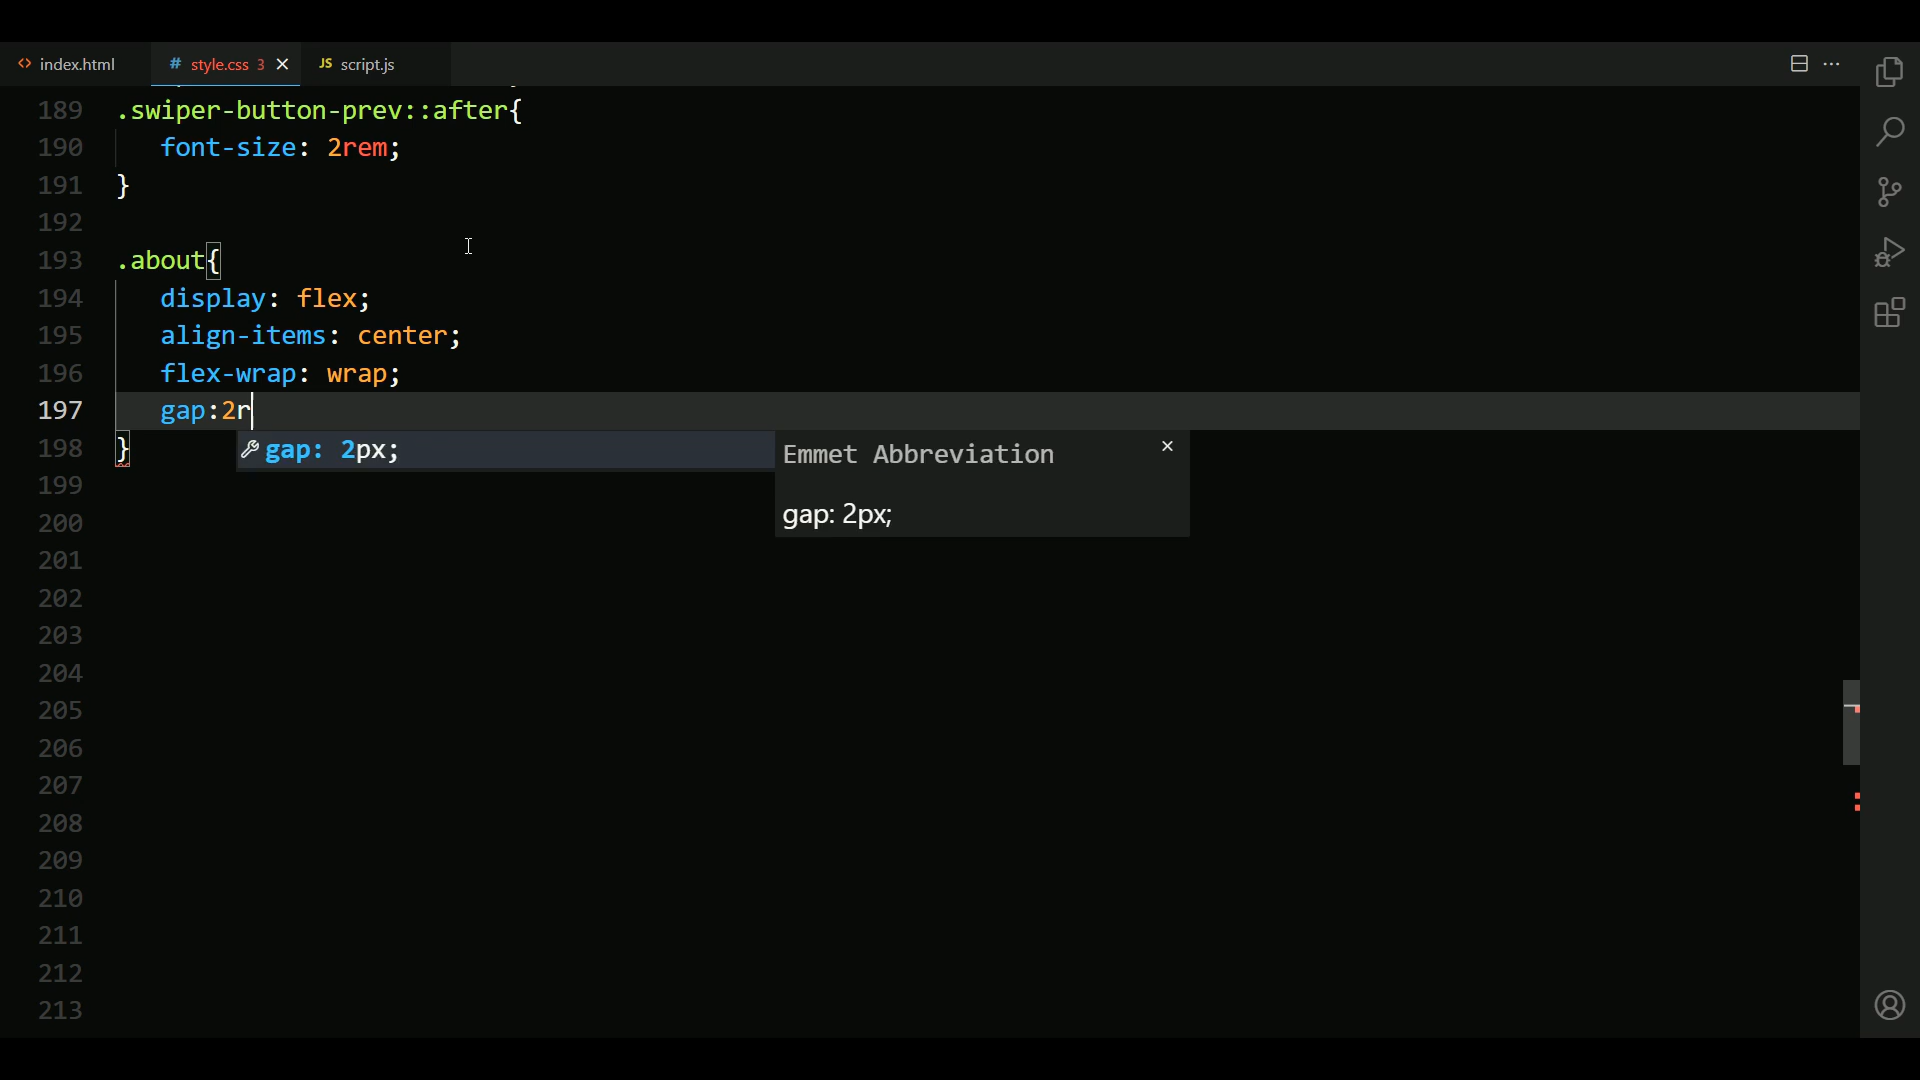 <> index.html # style.css 3 × JS script.js ⋯
189 .swiper-button-prev::after{
190 font-size: 2rem;
191 }
192
193 .about{
194 display: flex;
195 align-items: center;
196 flex-wrap: wrap;
197 gap:2r
198 }
gap: 2px;
Emmet Abbreviation ×
gap: 2px;
199
200
201
202
203
204
205
206
207
208
209
210
211
212
213